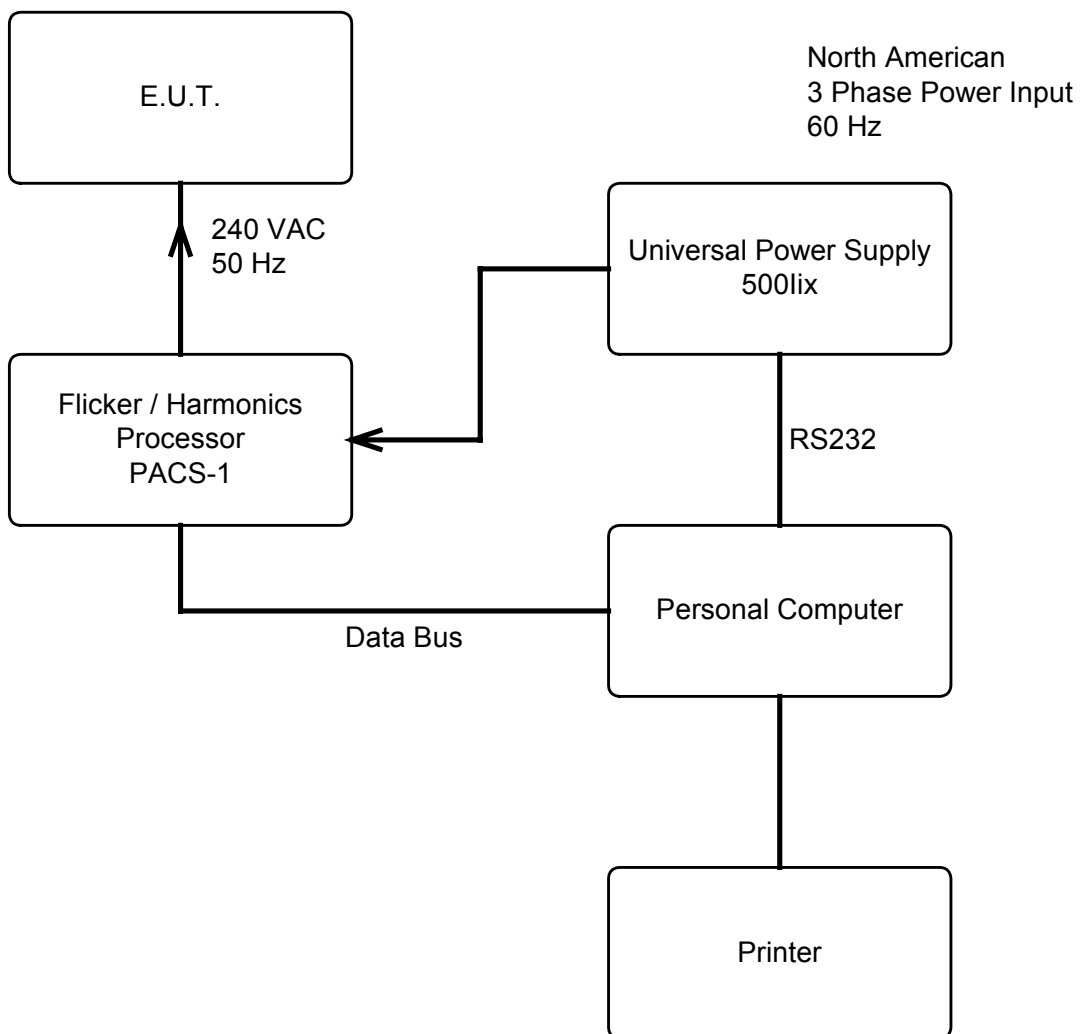 E.U.T.
North American
3 Phase Power Input
60 Hz
240 VAC
50 Hz
Universal Power Supply
500Iix
Flicker / Harmonics
Processor
PACS-1
RS232
Personal Computer
Data Bus
Printer